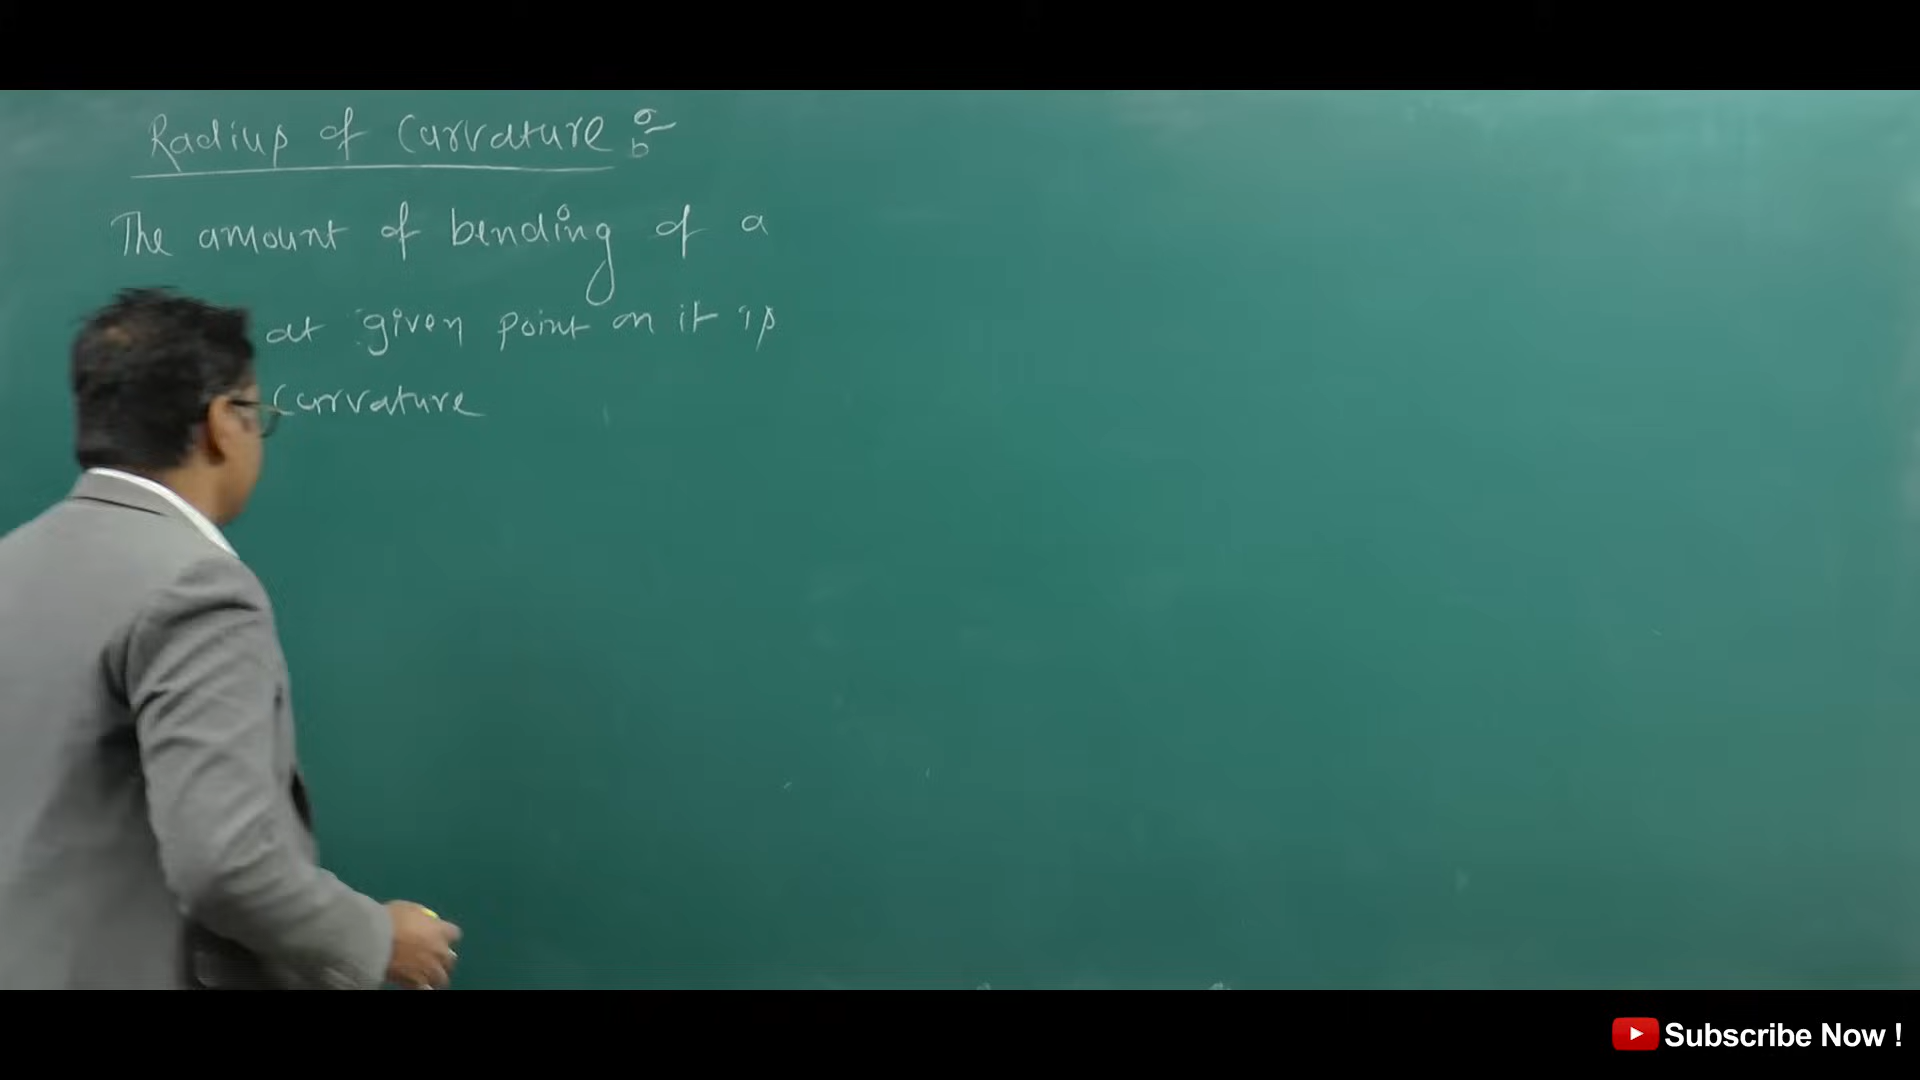 Radius of Curvature :-
The amount of bending of a
at given point on it is
Curvature
Subscribe Now !